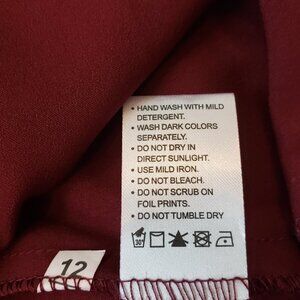 • HAND WASH WITH MILD
DETERGENT.
• WASH DARK COLORS
SEPARATELY.
• DO NOT DRY IN
DIRECT SUNLIGHT.
• USE MILD IRON.
• DO NOT BLEACH.
• DO NOT SCRUB ON
FOIL PRINTS.
• DO NOT TUMBLE DRY
30°
12